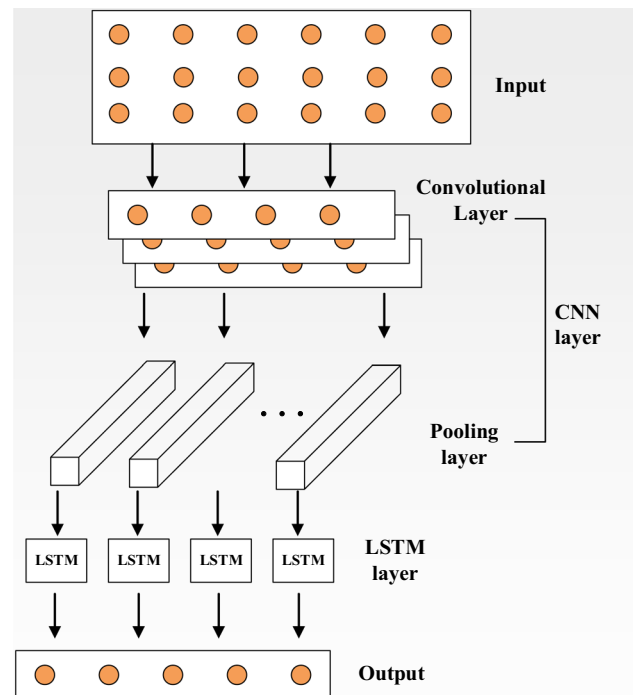 Input
Convolutional
Layer
CNN
layer
. . .
Pooling
layer
LSTM
LSTM
LSTM
LSTM
LSTM
layer
Output